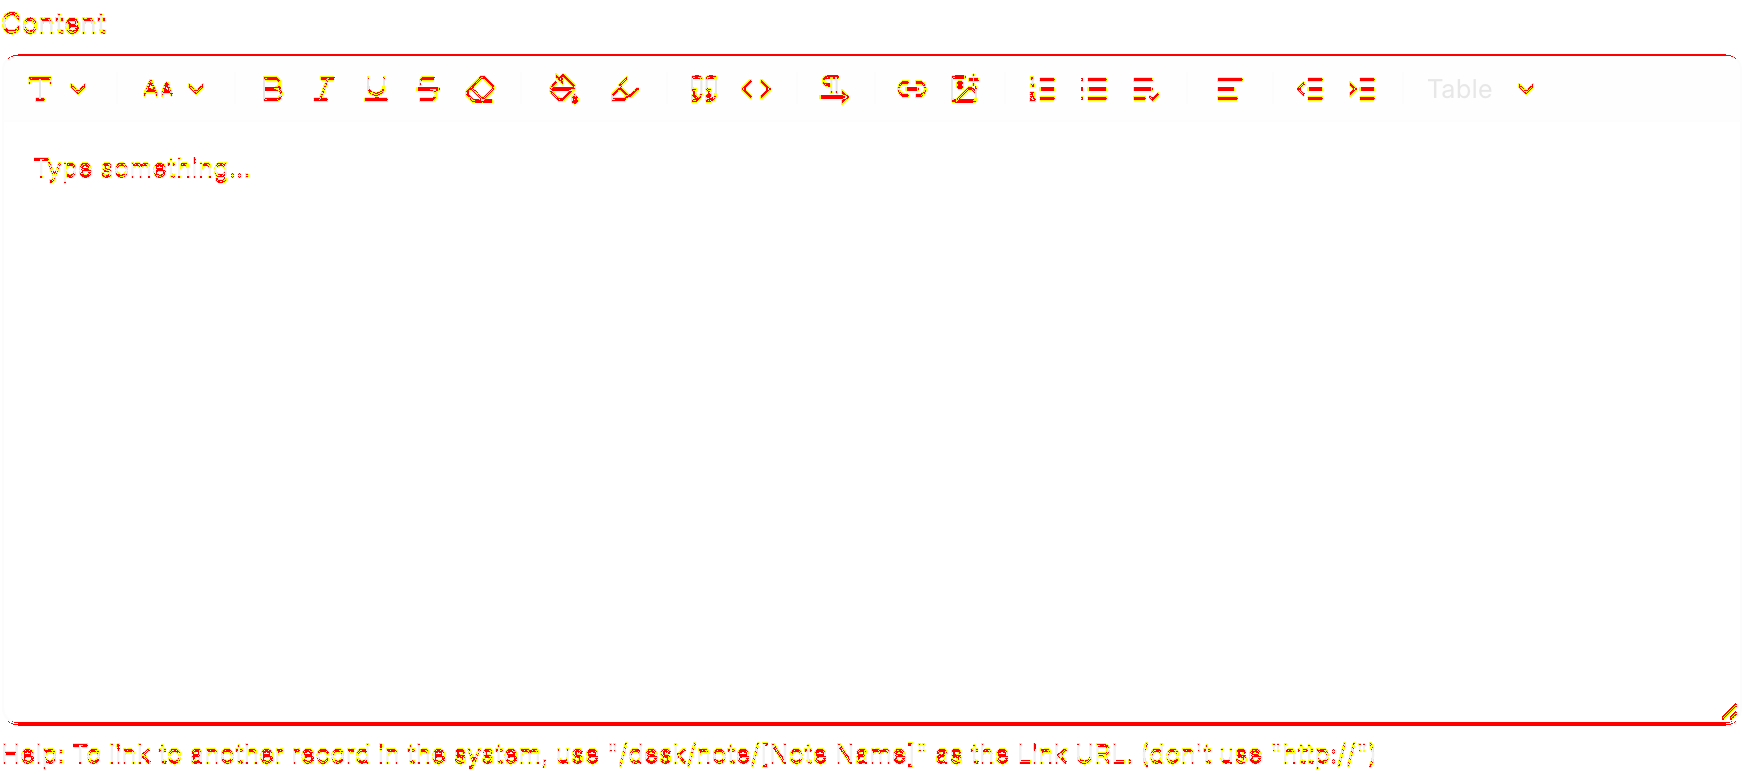 Content
Table
Type something...
Help: To link to another record in the system, use "/desk/note/[Note Name]" as the Link URL. (don't use "http://")